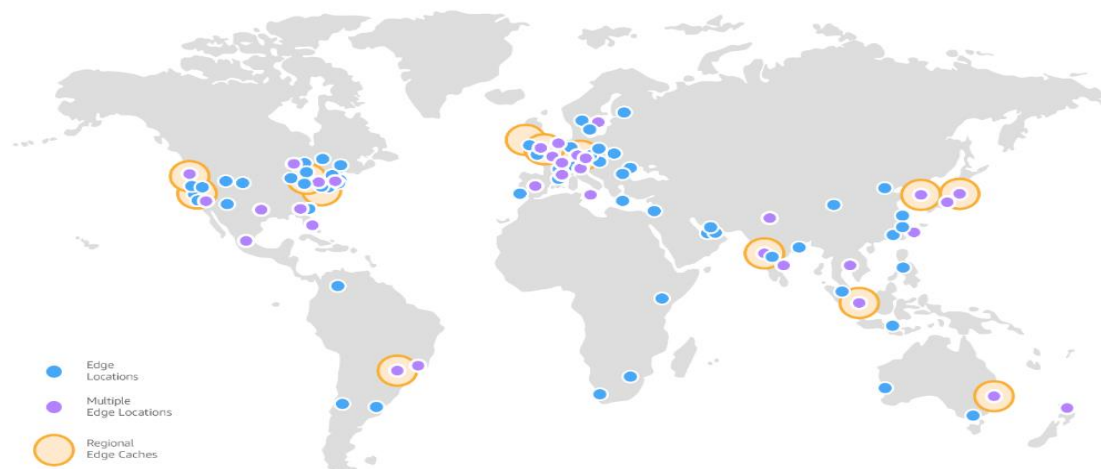 Edge
Locations
Multiple
Edge Locations
Regional
Edge Caches